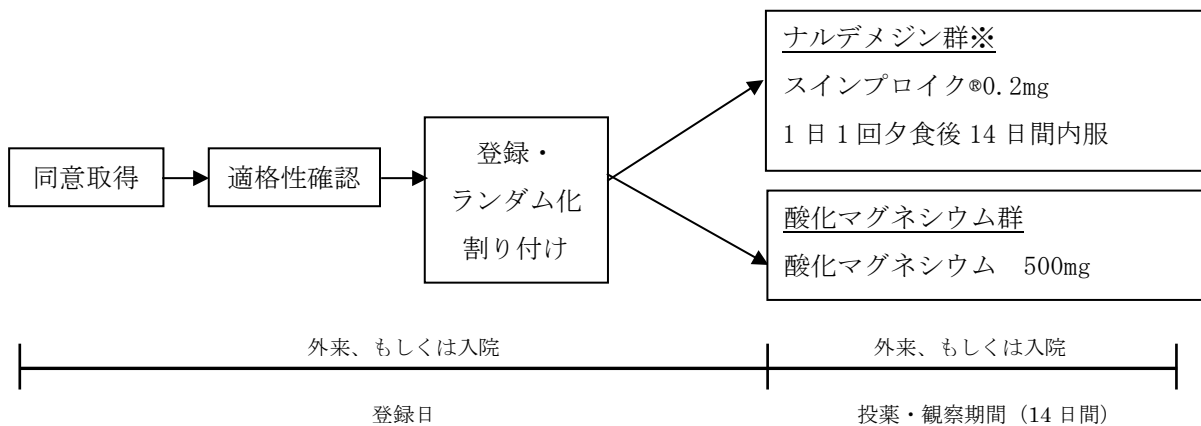 同意取得
適格性確認
登録・
ランダム化
割り付け
ナルデメジン群※
スインプロイク®0.2mg
1日1回夕食後14日間内服
酸化マグネシウム群
酸化マグネシウム　500mg
外来、もしくは入院
外来、もしくは入院
登録日
投薬・観察期間（14日間）